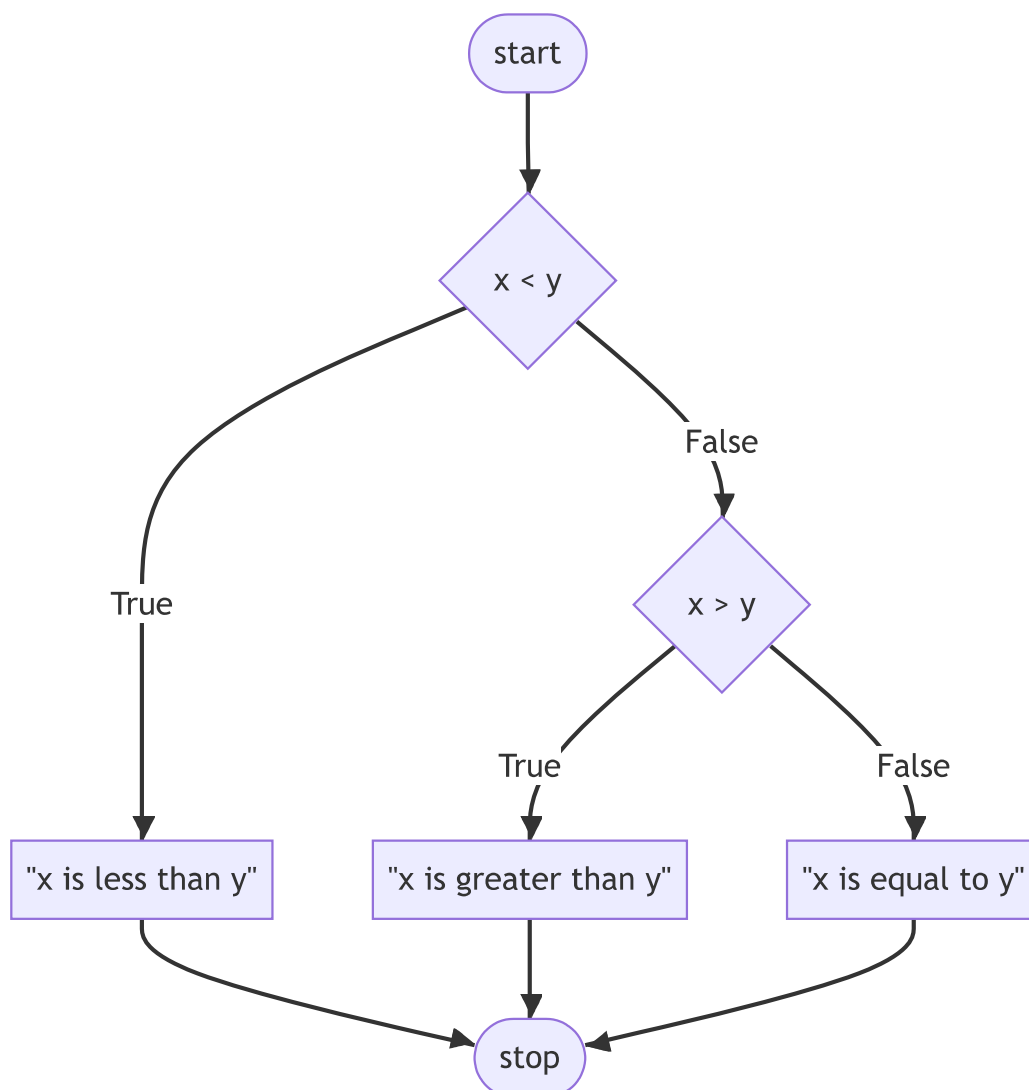 start
x < y
False
True
x > y
True
False
"x is less than y"
"x is greater than y"
"x is equal to y"
stop